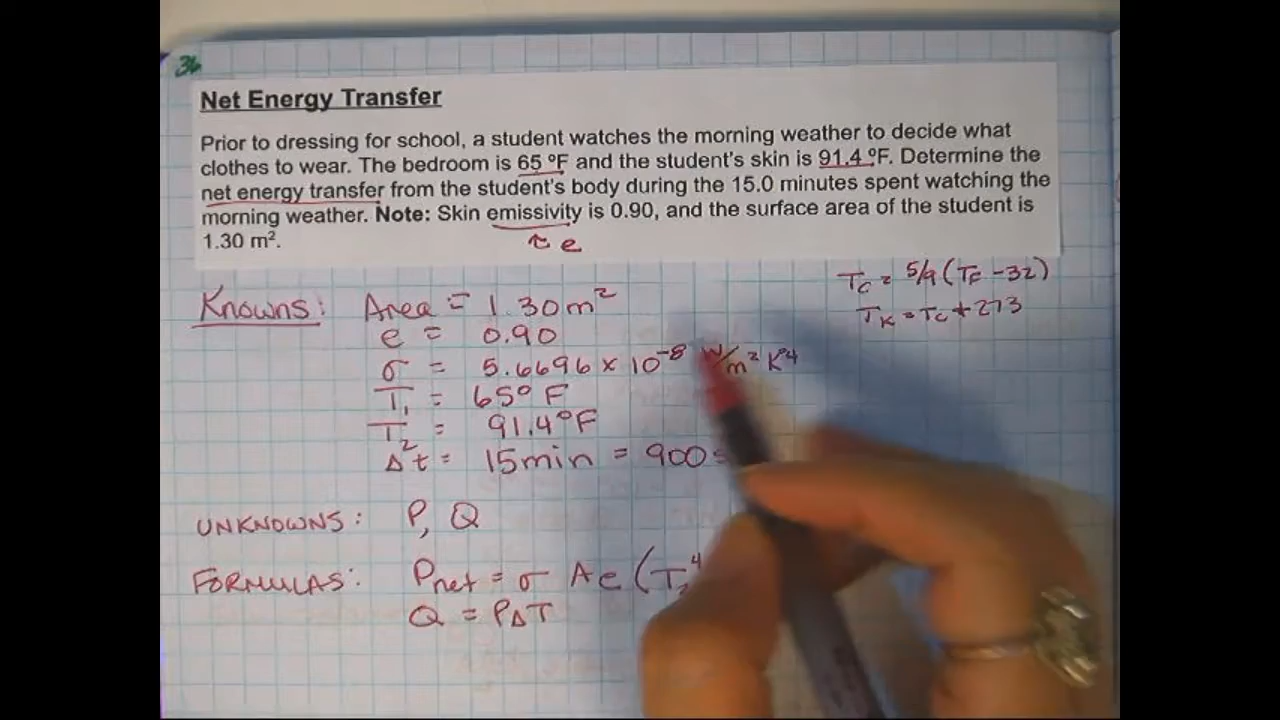 36
Net Energy Transfer
Prior to dressing for school, a student watches the morning weather to decide what
clothes to wear. The bedroom is 65 ºF and the student's skin is 91.4 ºF. Determine the
net energy transfer from the student's body during the 15.0 minutes spent watching the
morning weather. Note: Skin emissivity is 0.90, and the surface area of the student is
1.30 m².
e
Tc = 5/9 (TF - 32)
TK = Tc + 273
Knowns: Area = 1.30 m²
e = 0.90
σ = 5.6696 x 10⁻⁸ W/m² K⁴
T₁ = 65° F
T₂ = 91.4°F
Δt = 15min = 900s
UNKNOWNS: P, Q
FORMULAS: Pnet = σ A e (T₂⁴
Q = PΔT